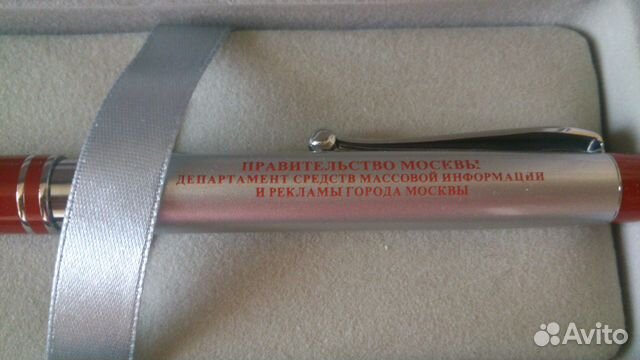 ПРАВИТЕЛЬСТВО МОСКВЫ
ДЕПАРТАМЕНТ СРЕДСТВ МАССОВОЙ ИНФОРМАЦИИ
И РЕКЛАМЫ ГОРОДА МОСКВЫ
Avito